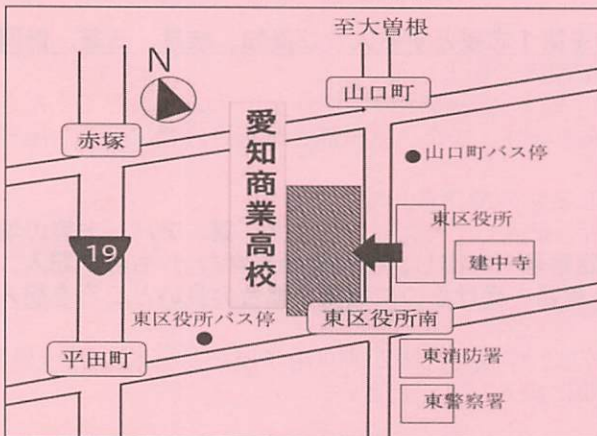 至大曽根
N
山口町
赤塚
愛知商業高校
山口町バス停
東区役所
19
建中寺
東区役所バス停
東区役所南
平田町
東消防署
東警察署